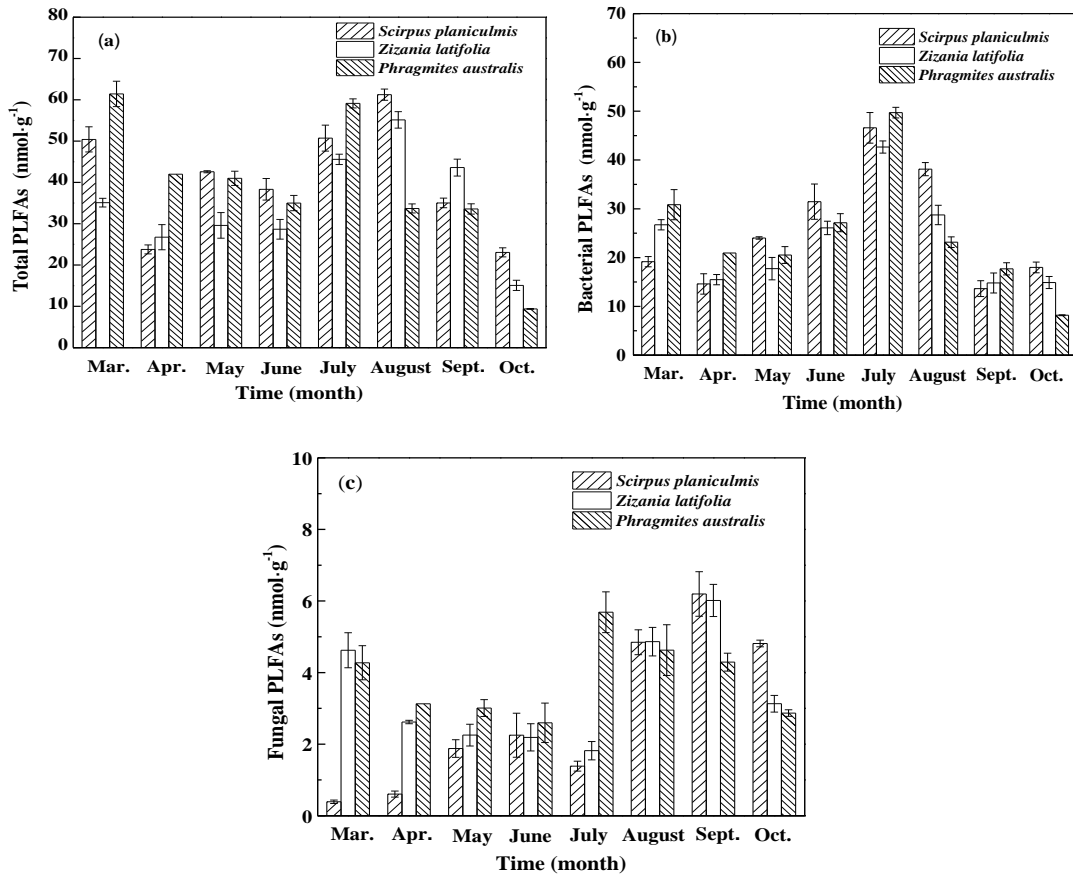 (a)
Scirpus planiculmis
Zizania latifolia
Phragmites australis
Total PLFAs (nmol·g⁻¹)
80
70
60
50
40
30
20
10
0
Mar. Apr. May June July August Sept. Oct.
Time (month)
(b)
Scirpus planiculmis
Zizania latifolia
Phragmites australis
Bacterial PLFAs (nmol·g⁻¹)
70
60
50
40
30
20
10
0
Mar. Apr. May June July August Sept. Oct.
Time (month)
(c)
Scirpus planiculmis
Zizania latifolia
Phragmites australis
Fungal PLFAs (nmol·g⁻¹)
10
8
6
4
2
0
Mar. Apr. May June July August Sept. Oct.
Time (month)